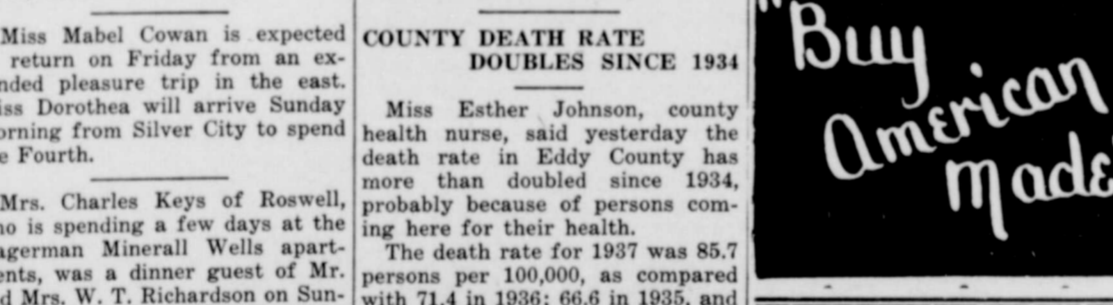 Miss Mabel Cowan is expected
return on Friday from an ex-
nded pleasure trip in the east.
iss Dorothea will arrive Sunday
orning from Silver City to spend
e Fourth.
Mrs. Charles Keys of Roswell,
ho is spending a few days at the
agerman Minerall Wells apart-
ents, was a dinner guest of Mr.
d Mrs. W. T. Richardson on Sun-
COUNTY DEATH RATE
DOUBLES SINCE 1934
Miss Esther Johnson, county
health nurse, said yesterday the
death rate in Eddy County has
more than doubled since 1934,
probably because of persons com-
ing here for their health.
The death rate for 1937 was 85.7
persons per 100,000, as compared
with 71.4 in 1936; 66.6 in 1935, and
"Buy
American
Made"